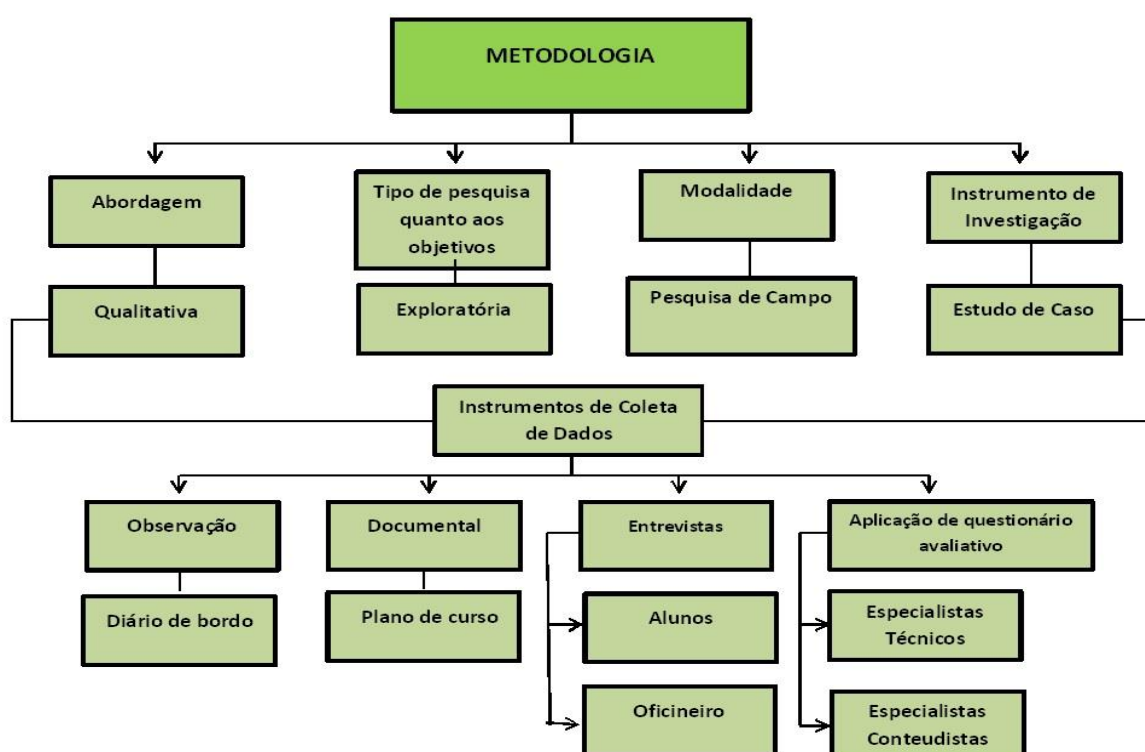 METODOLOGIA
Abordagem
Tipo de pesquisa
quanto aos
objetivos
Modalidade
Instrumento de
Investigação
Qualitativa
Exploratória
Pesquisa de Campo
Estudo de Caso
Instrumentos de Coleta
de Dados
Observação
Documental
Entrevistas
Aplicação de questionário
avaliativo
Diário de bordo
Plano de curso
Alunos
Especialistas
Técnicos
Oficineiro
Especialistas
Conteudistas